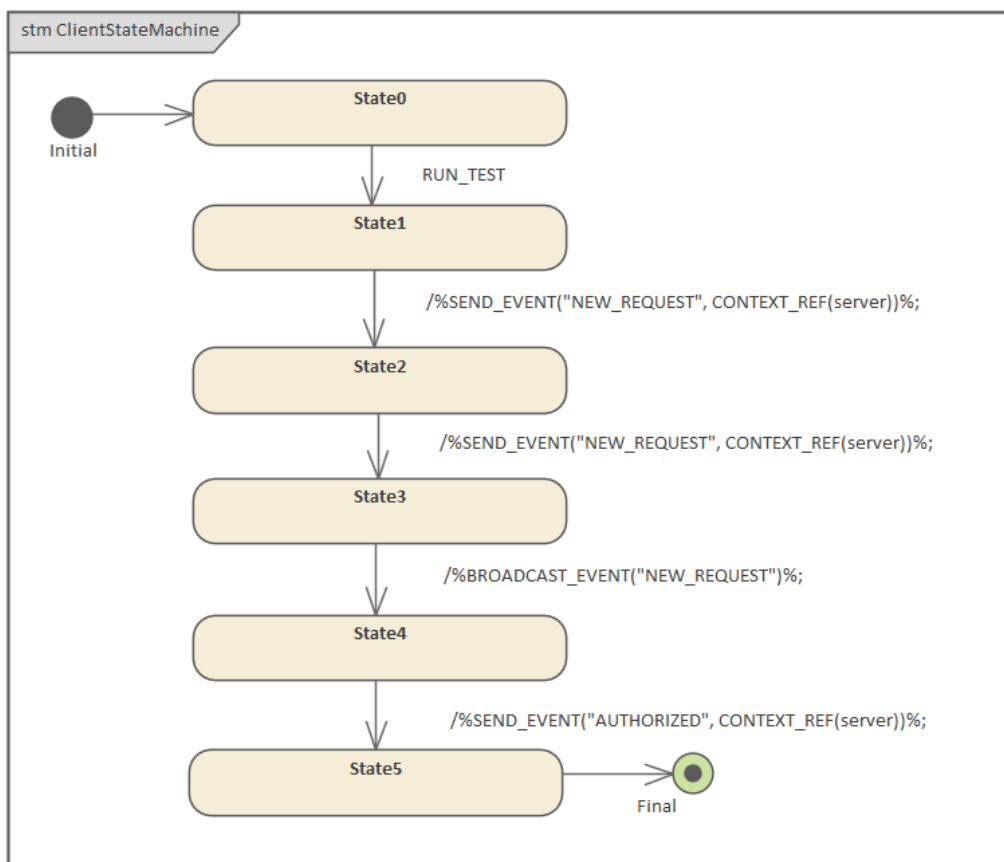 stm ClientStateMachine
State0
Initial
RUN_TEST
State1
/%SEND_EVENT("NEW_REQUEST", CONTEXT_REF(server))%;
State2
/%SEND_EVENT("NEW_REQUEST", CONTEXT_REF(server))%;
State3
/%BROADCAST_EVENT("NEW_REQUEST")%;
State4
/%SEND_EVENT("AUTHORIZED", CONTEXT_REF(server))%;
State5
Final